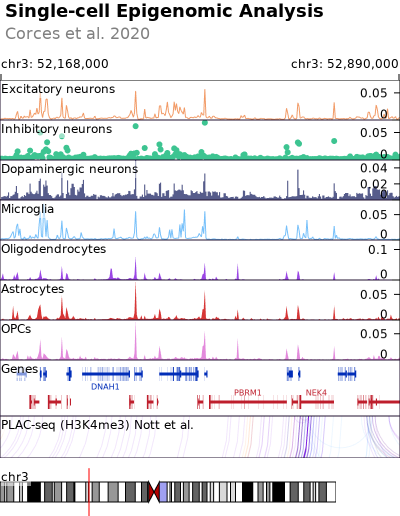 Single-cell Epigenomic Analysis
Corces et al. 2020
chr3: 52,168,000 chr3: 52,890,000
Excitatory neurons 0.05
0
Inhibitory neurons 0.05
0
Dopaminergic neurons 0.04
0.02
0
Microglia 0.05
0
Oligodendrocytes 0.1
0
Astrocytes 0.05
0
OPCs 0.05
0
Genes
DNAH1
PBRM1 NEK4
PLAC-seq (H3K4me3) Nott et al.
chr3